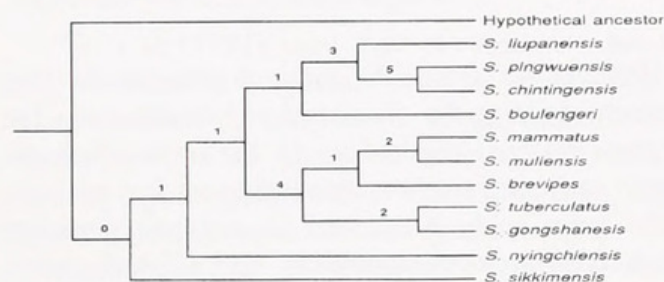 Hypothetical ancestor
3
S. liupanensis
5
S. pingwuensis
S. chintingensis
1
S. boulengeri
1
2
S. mammatus
1
S. muliensis
4
S. brevipes
1
2
S. tuberculatus
0
S. gongshanesis
S. nyingchiensis
S. sikkimensis